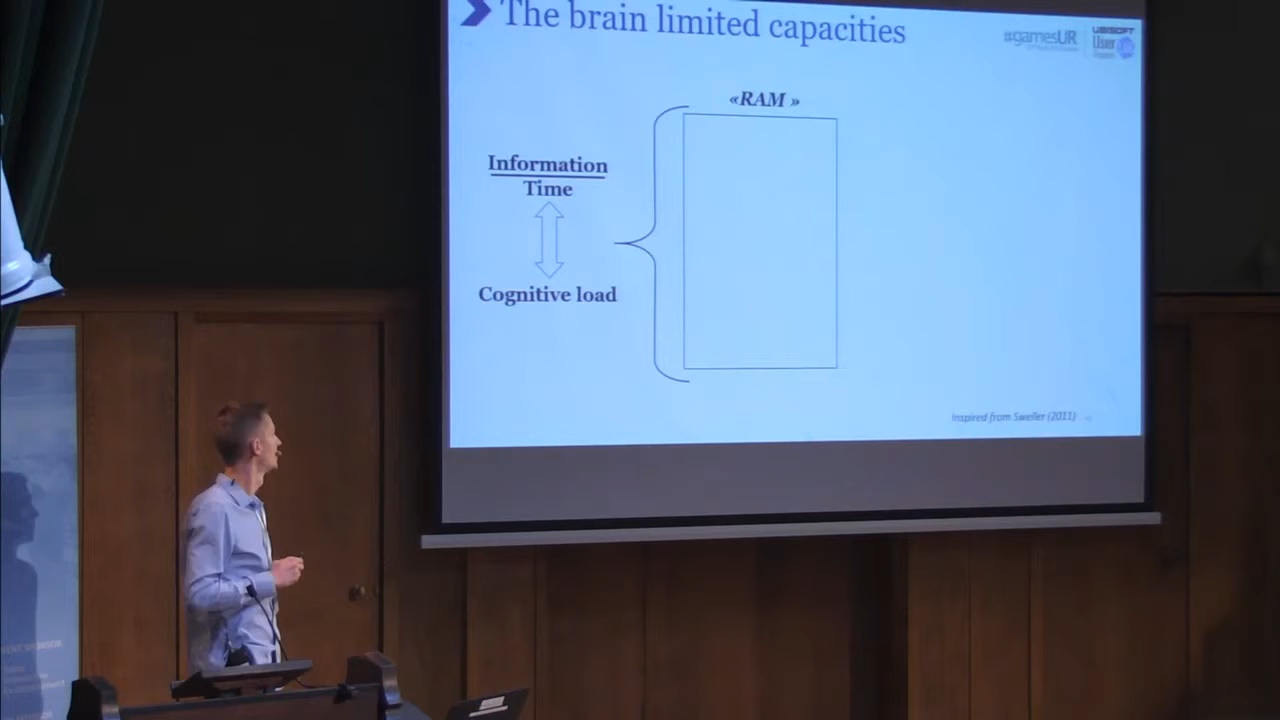 The brain limited capacities
#gamesUR
UBISOFT
User
«RAM »
Information
Time
Cognitive load
Inspired from Sweller (2011)